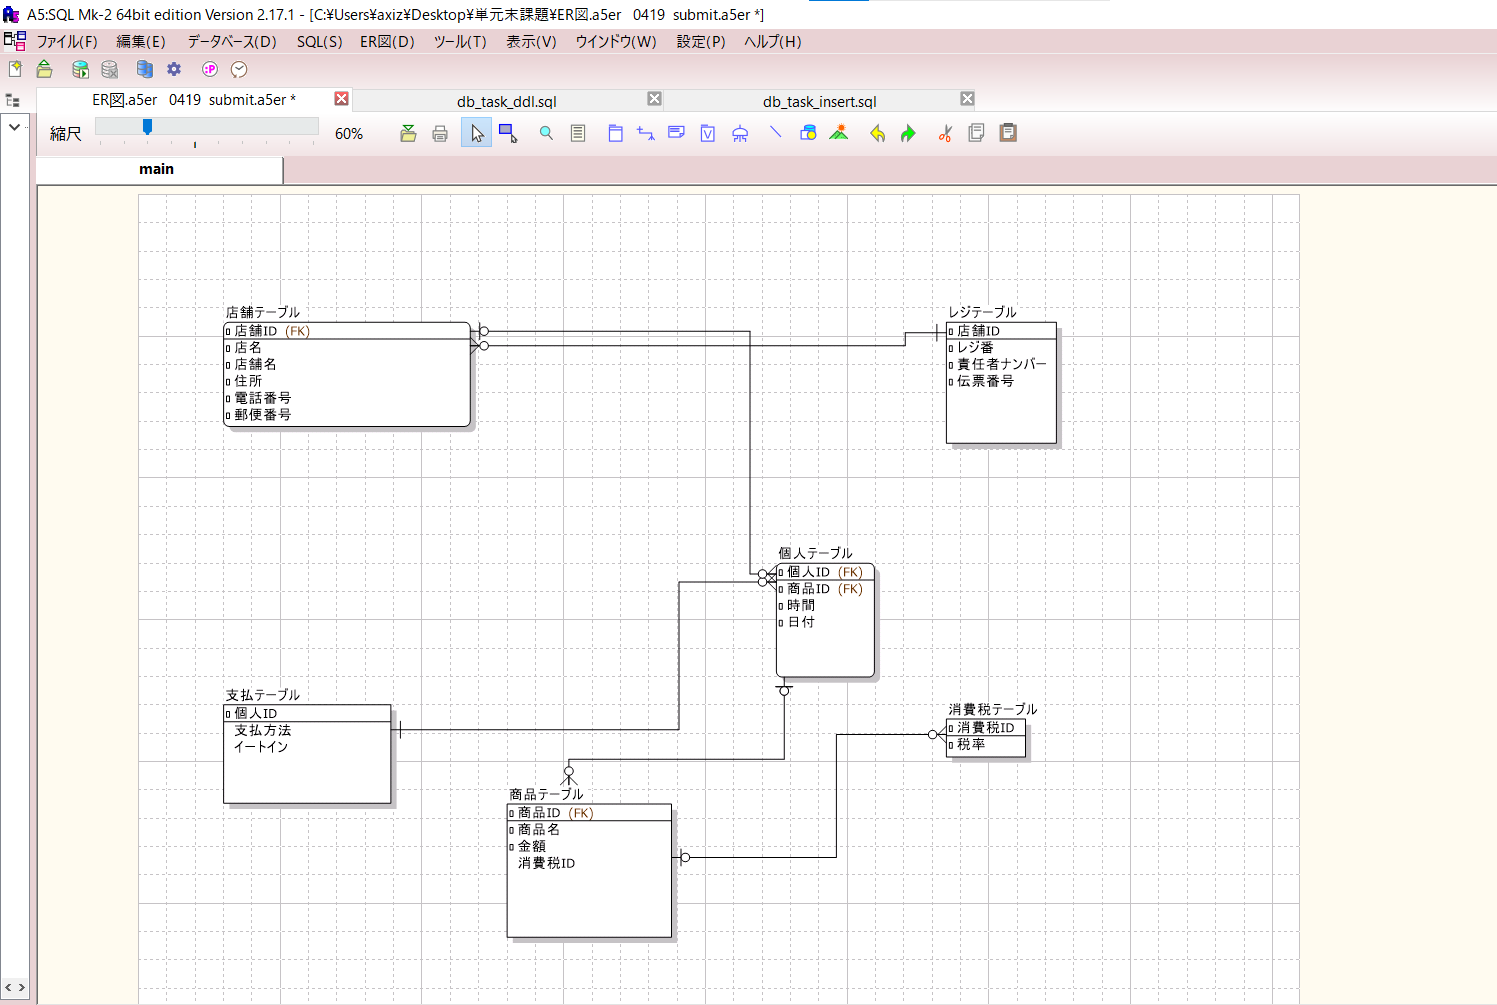 A5:SQL Mk-2 64bit edition Version 2.17.1 - [C:¥Users¥axiz¥Desktop¥単元末課題¥ER図.a5er　0419  submit.a5er *]
ファイル(F) 編集(E) データベース(D) SQL(S) ER図(D) ツール(T) 表示(V) ウインドウ(W) 設定(P) ヘルプ(H)
ER図.a5er　0419  submit.a5er * db_task_ddl.sql db_task_insert.sql
縮尺 60%
main
店舗テーブル
店舗ID (FK)
店名
店舗名
住所
電話番号
郵便番号
レジテーブル
店舗ID
レジ番
責任者ナンバー
伝票番号
個人テーブル
個人ID (FK)
商品ID (FK)
時間
日付
支払テーブル
個人ID
支払方法
イートイン
消費税テーブル
消費税ID
税率
商品テーブル
商品ID (FK)
商品名
金額
消費税ID